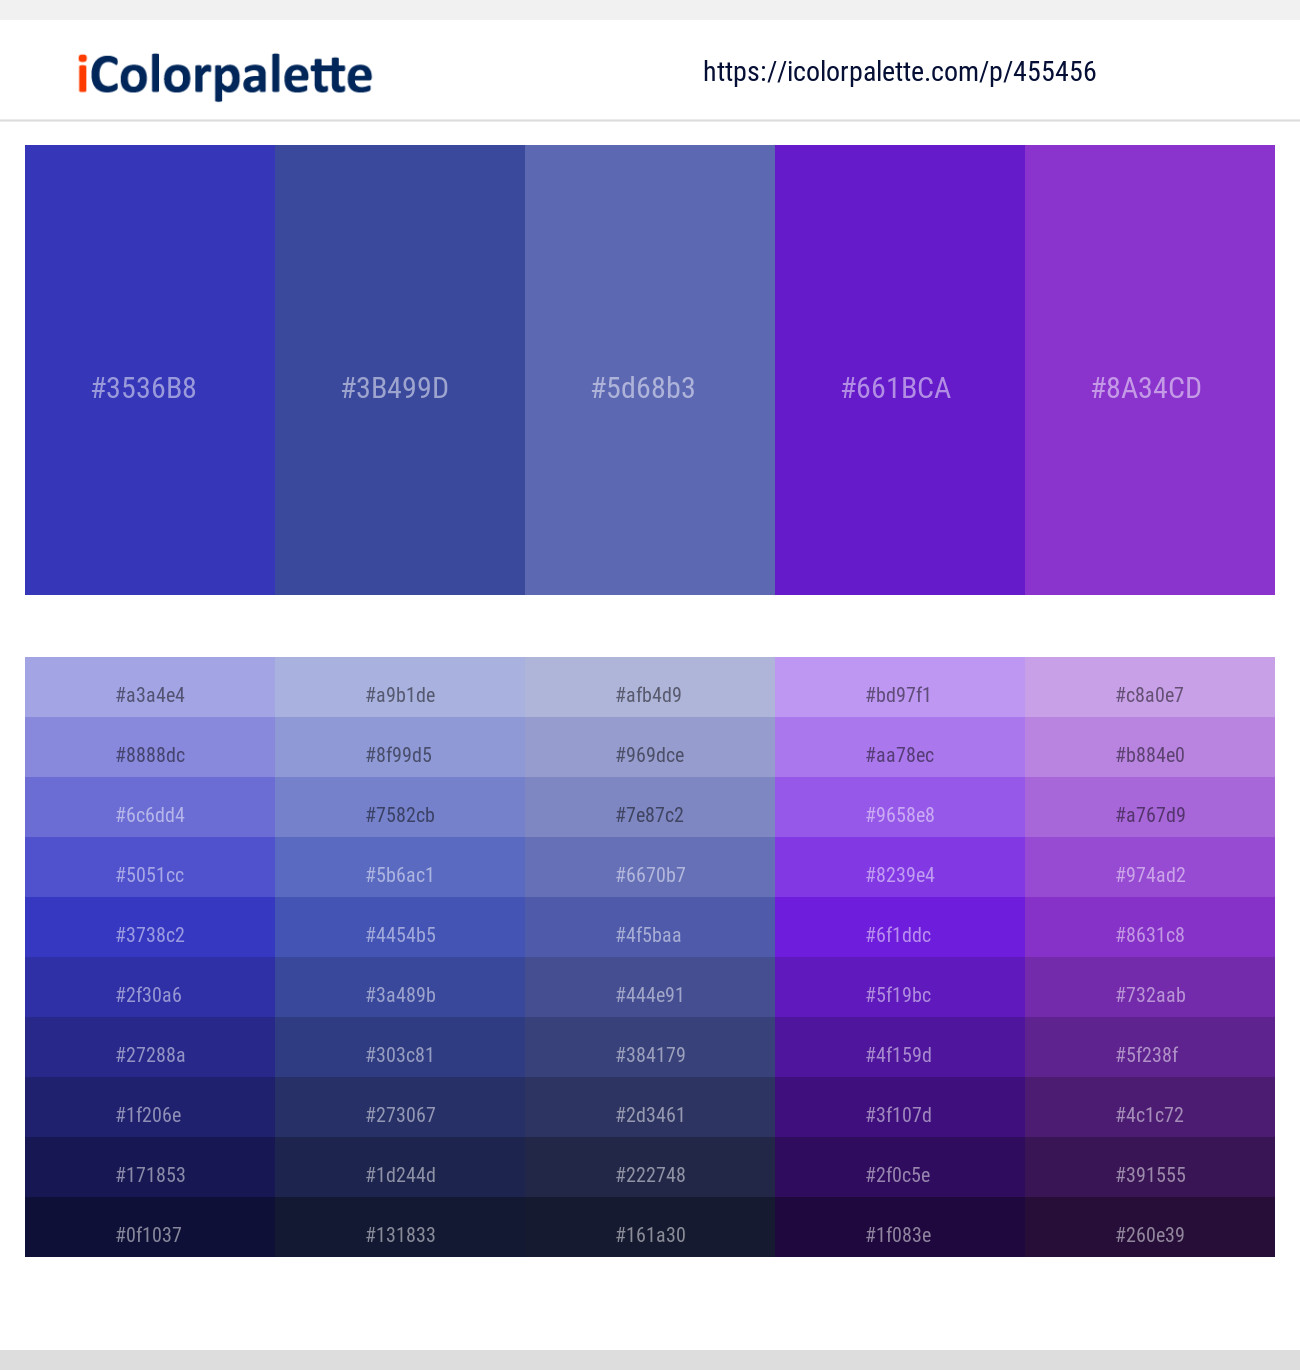 iColorpalette https://icolorpalette.com/p/455456
#3536B8 #3B499D #5d68b3 #661BCA #8A34CD
#a3a4e4 #a9b1de #afb4d9 #bd97f1 #c8a0e7
#8888dc #8f99d5 #969dce #aa78ec #b884e0
#6c6dd4 #7582cb #7e87c2 #9658e8 #a767d9
#5051cc #5b6ac1 #6670b7 #8239e4 #974ad2
#3738c2 #4454b5 #4f5baa #6f1ddc #8631c8
#2f30a6 #3a489b #444e91 #5f19bc #732aab
#27288a #303c81 #384179 #4f159d #5f238f
#1f206e #273067 #2d3461 #3f107d #4c1c72
#171853 #1d244d #222748 #2f0c5e #391555
#0f1037 #131833 #161a30 #1f083e #260e39